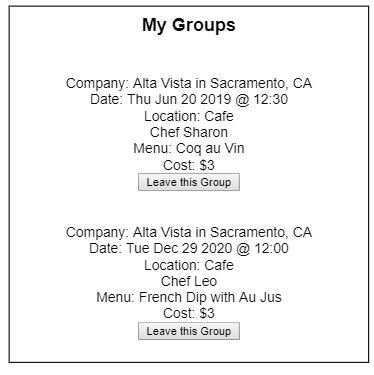 My Groups
Company: Alta Vista in Sacramento, CA
Date: Thu Jun 20 2019 @ 12:30
Location: Cafe
Chef Sharon
Menu: Coq au Vin
Cost: $3
Leave this Group
Company: Alta Vista in Sacramento, CA
Date: Tue Dec 29 2020 @ 12:00
Location: Cafe
Chef Leo
Menu: French Dip with Au Jus
Cost: $3
Leave this Group